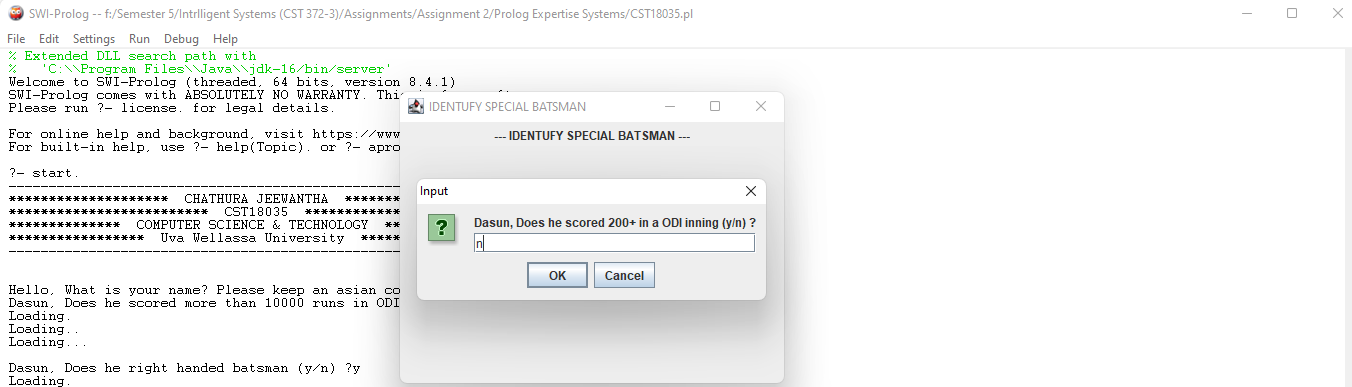 SWI-Prolog -- f:/Semester 5/Intrlligent Systems (CST 372-3)/Assignments/Assignment 2/Prolog Expertise Systems/CST18035.pl
File Edit Settings Run Debug Help
% Extended DLL search path with
%   'C:\\Program Files\\Java\\jdk-16/bin/server'
Welcome to SWI-Prolog (threaded, 64 bits, version 8.4.1)
SWI-Prolog comes with ABSOLUTELY NO WARRANTY.
Please run ?- license. for legal details.
For online help and background, visit https://www
For built-in help, use ?- help(Topic). or ?- apro
?- start.
******************** CHATHURA JEEWANTHA *******
************************* CST18035 ************
************** COMPUTER SCIENCE & TECHNOLOGY **
***************** Uva Wellassa University *****
Hello, What is your name? Please keep an asian co
Dasun, Does he scored more than 10000 runs in ODI
Loading.
Loading..
Loading...
Dasun, Does he right handed batsman (y/n) ?y
Loading.
IDENTUFY SPECIAL BATSMAN
--- IDENTUFY SPECIAL BATSMAN ---
Input
? Dasun, Does he scored 200+ in a ODI inning (y/n) ?
n
OK Cancel